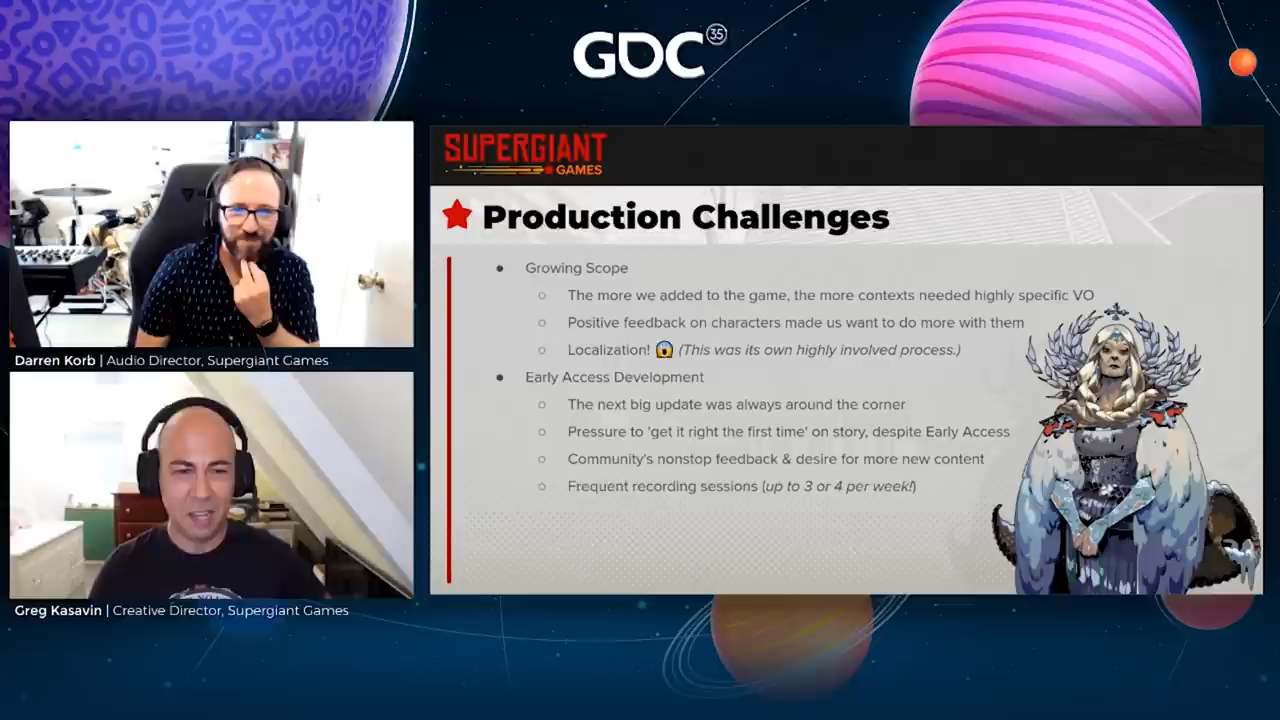 GDC 35
SUPERGIANT
GAMES
Production Challenges
● Growing Scope
○ The more we added to the game, the more contexts needed highly specific VO
○ Positive feedback on characters made us want to do more with them
○ Localization! 😱 (This was its own highly involved process.)
● Early Access Development
○ The next big update was always around the corner
○ Pressure to 'get it right the first time' on story, despite Early Access
○ Community's nonstop feedback & desire for more new content
○ Frequent recording sessions (up to 3 or 4 per week!)
Darren Korb | Audio Director, Supergiant Games
Greg Kasavin | Creative Director, Supergiant Games